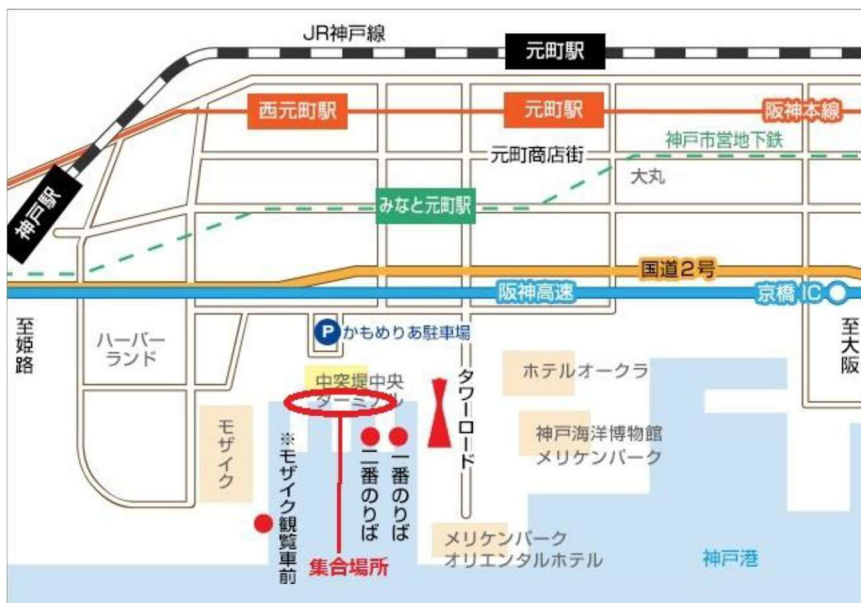 JR神戸線
元町駅
西元町駅
元町駅
阪神本線
神戸市営地下鉄
元町商店街
大丸
神戸駅
みなと元町駅
国道2号
阪神高速
京橋IC
至姫路
至大阪
ハーバー
ランド
P かもめりあ駐車場
中突堤中央
ターミナル
タワーロード
ホテルオークラ
モザイク
神戸海洋博物館
メリケンパーク
※モザイク観覧車前
二番のりば
一番のりば
集合場所
メリケンパーク
オリエンタルホテル
神戸港